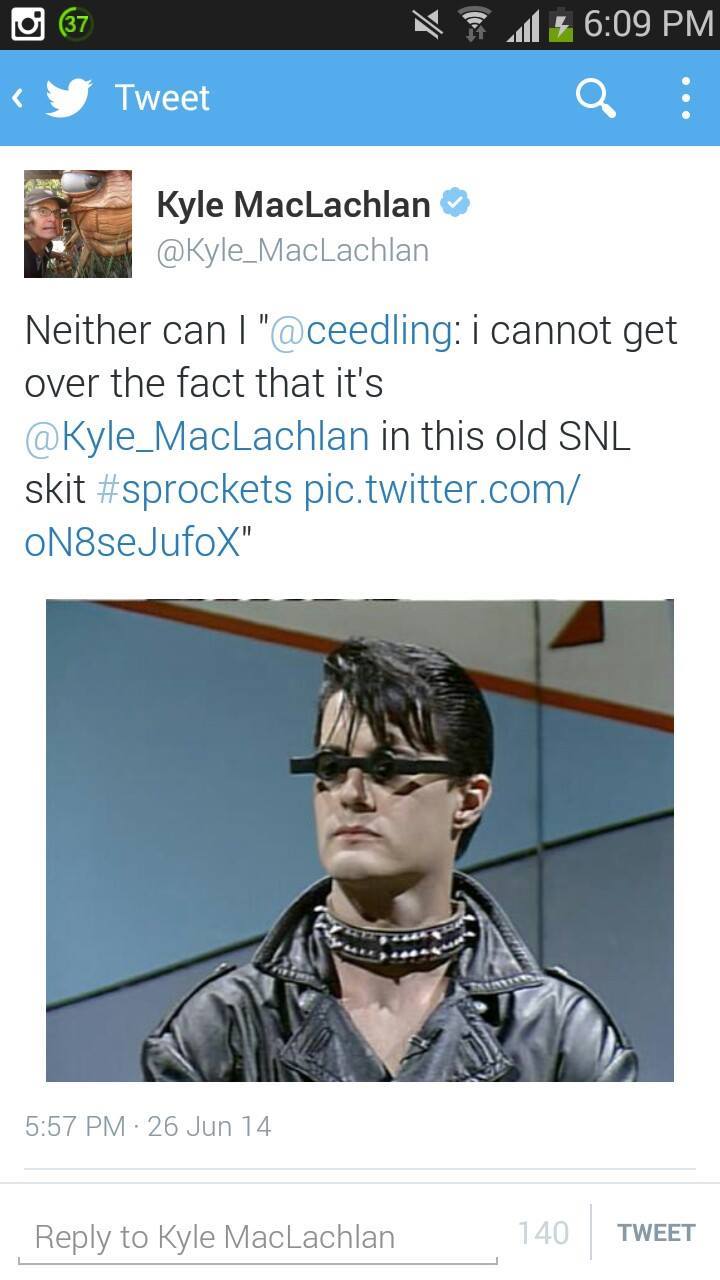 37 6:09 PM
Tweet
Kyle MacLachlan
@Kyle_MacLachlan
Neither can I "@ceedling: i cannot get
over the fact that it's
@Kyle_MacLachlan in this old SNL
skit #sprockets pic.twitter.com/
oN8seJufoX"
5:57 PM · 26 Jun 14
Reply to Kyle MacLachlan 140 TWEET